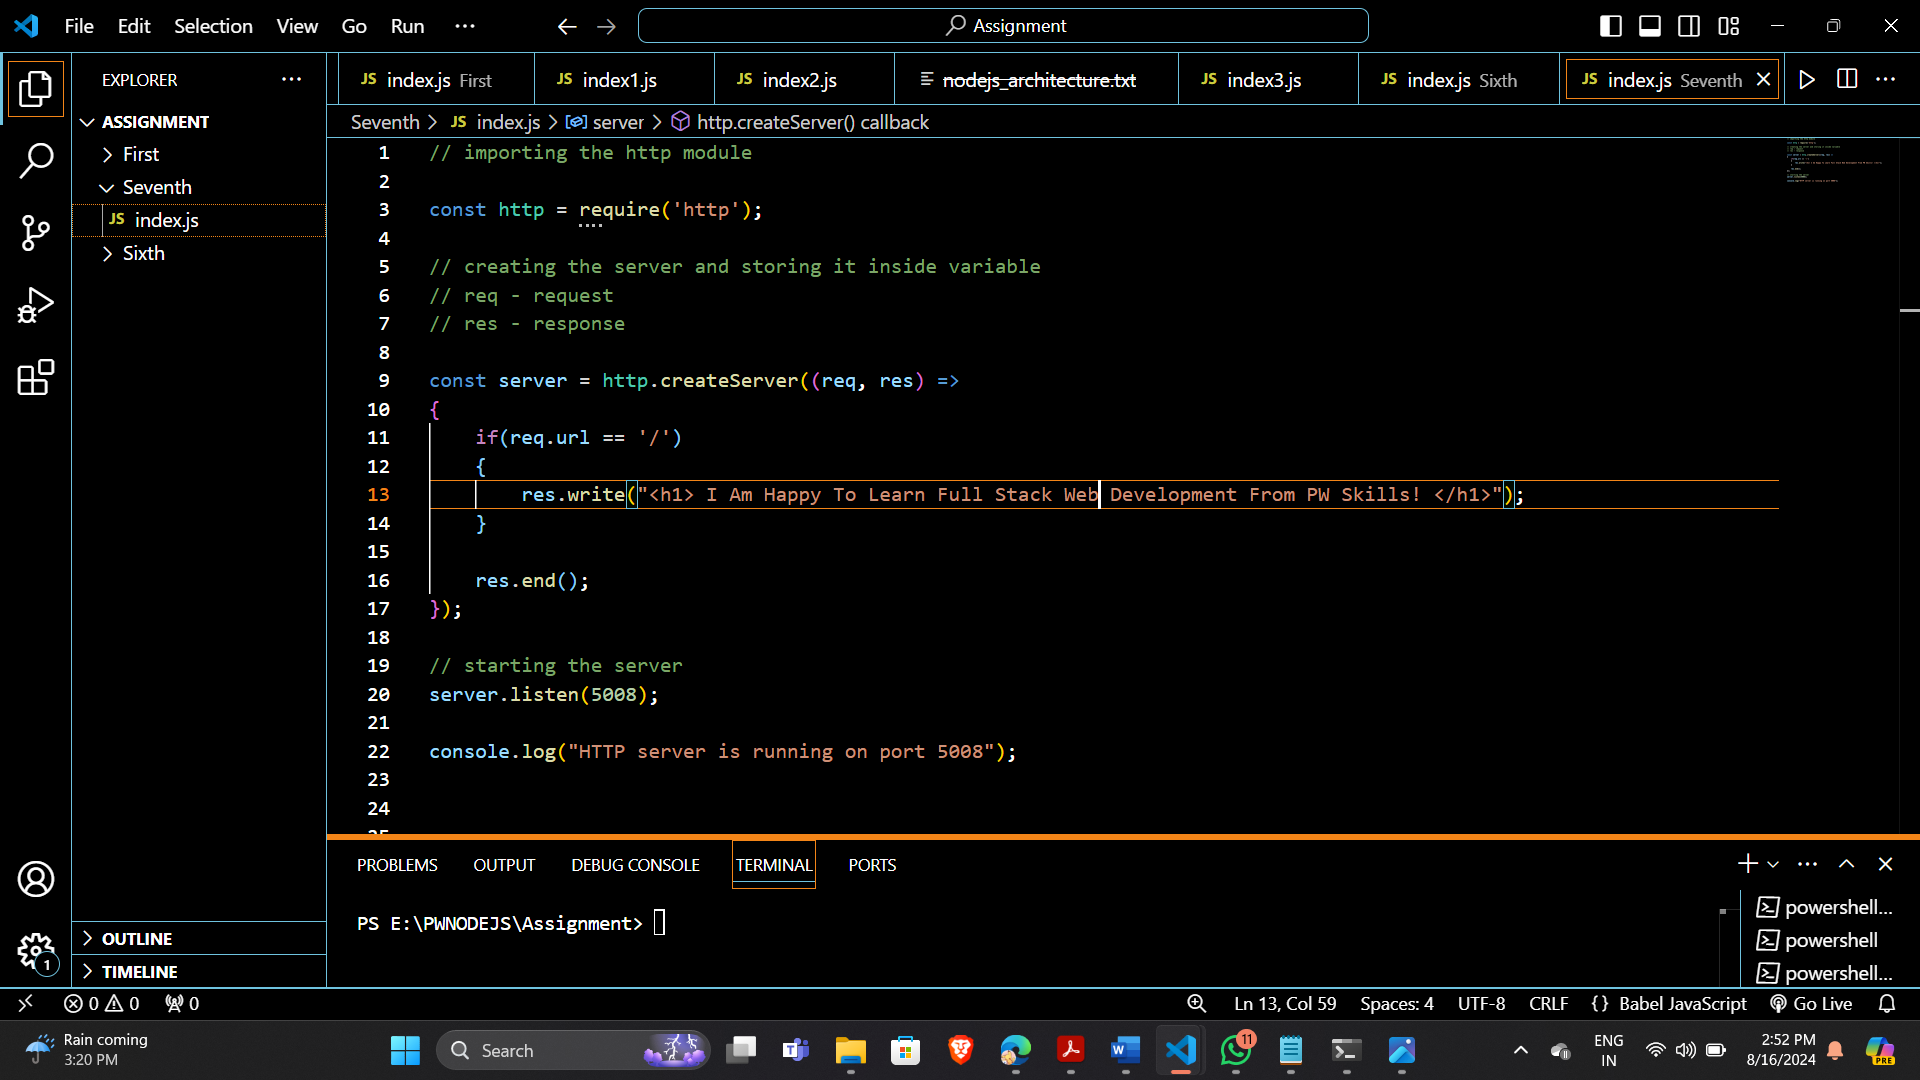 File Edit Selection View Go Run ··· Assignment
EXPLORER ···
index.js First index1.js index2.js nodejs_architecture.txt index3.js index.js Sixth index.js Seventh
ASSIGNMENT
First
Seventh
JS index.js
Sixth
OUTLINE
TIMELINE
Seventh > JS index.js > server > http.createServer() callback
1 // importing the http module
2
3 const http = require('http');
4
5 // creating the server and storing it inside variable
6 // req - request
7 // res - response
8
9 const server = http.createServer((req, res) =>
10 {
11 if(req.url == '/')
12 {
13 res.write("<h1> I Am Happy To Learn Full Stack Web Development From PW Skills! </h1>");
14 }
15
16 res.end();
17 });
18
19 // starting the server
20 server.listen(5008);
21
22 console.log("HTTP server is running on port 5008");
23
24
PROBLEMS OUTPUT DEBUG CONSOLE TERMINAL PORTS
PS E:\PWNODEJS\Assignment>
powershell...
powershell
powershell...
1
0 0 0 Ln 13, Col 59 Spaces: 4 UTF-8 CRLF {} Babel JavaScript Go Live
Rain coming
3:20 PM
Search
11
ENG
IN
2:52 PM
8/16/2024
PRE